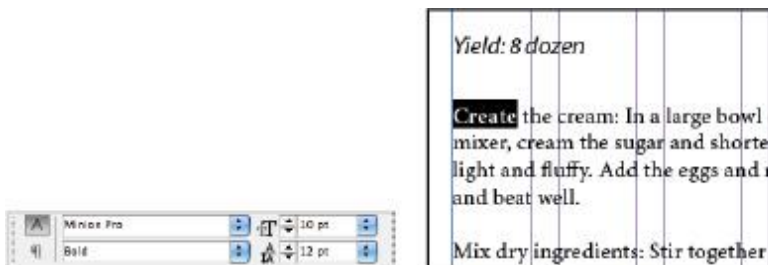 Minion Pro
10 pt
Bold
12 pt
Yield: 8 dozen
Create the cream: In a large bowl
mixer, cream the sugar and shorte
light and fluffy. Add the eggs and
and beat well.
Mix dry ingredients: Stir together